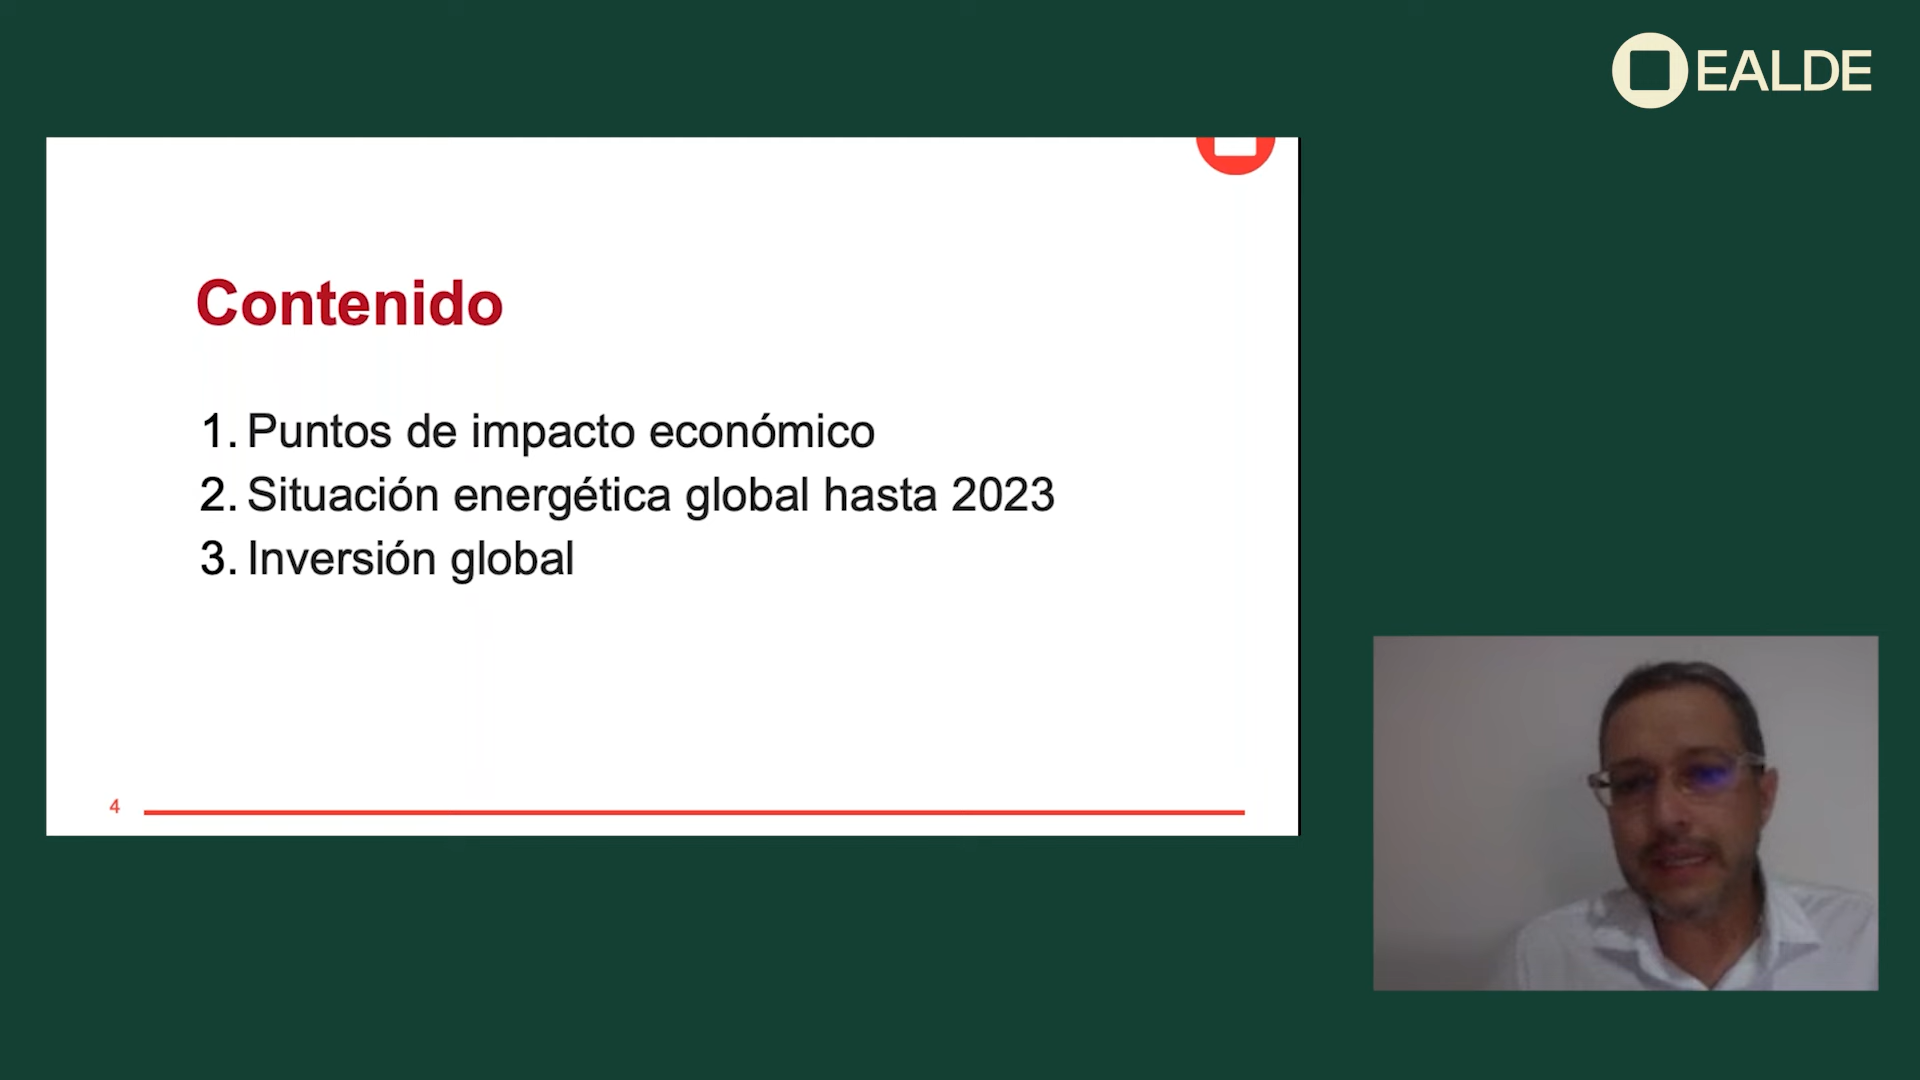 EALDE
Contenido
1. Puntos de impacto económico
2. Situación energética global hasta 2023
3. Inversión global
4